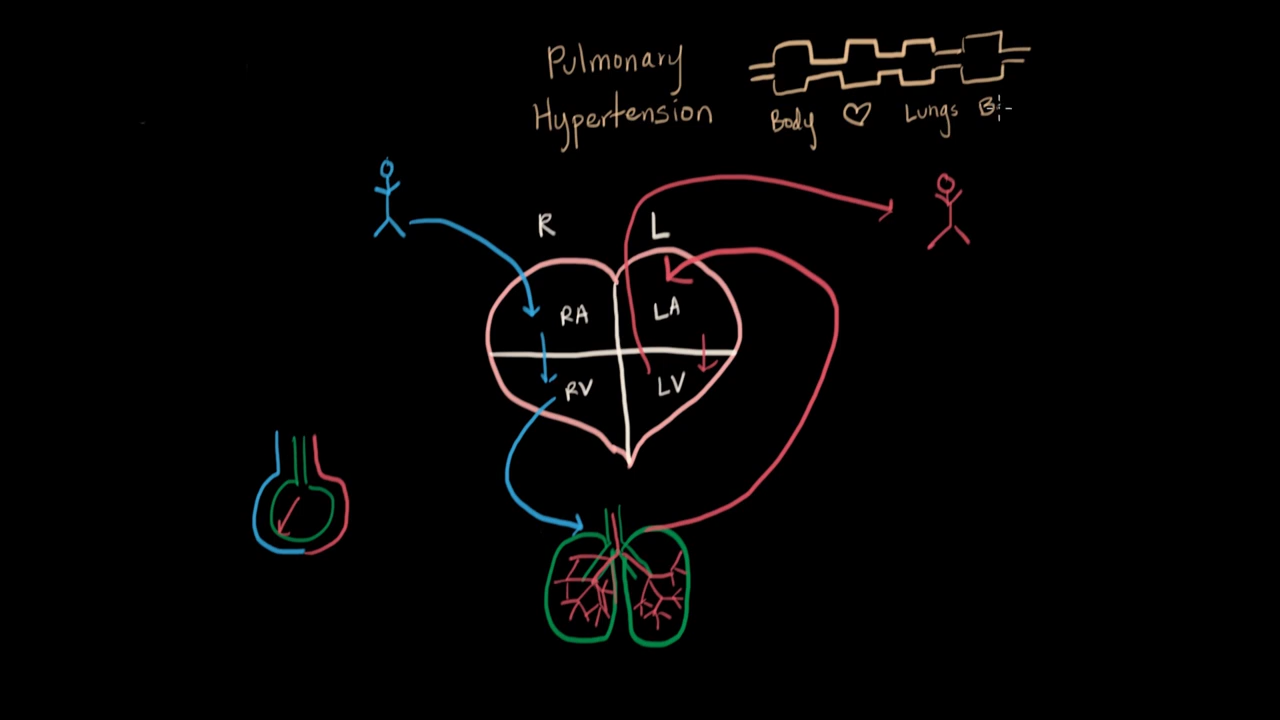 Pulmonary
Hypertension
Body ♡ Lungs
R L
RA LA
RV LV